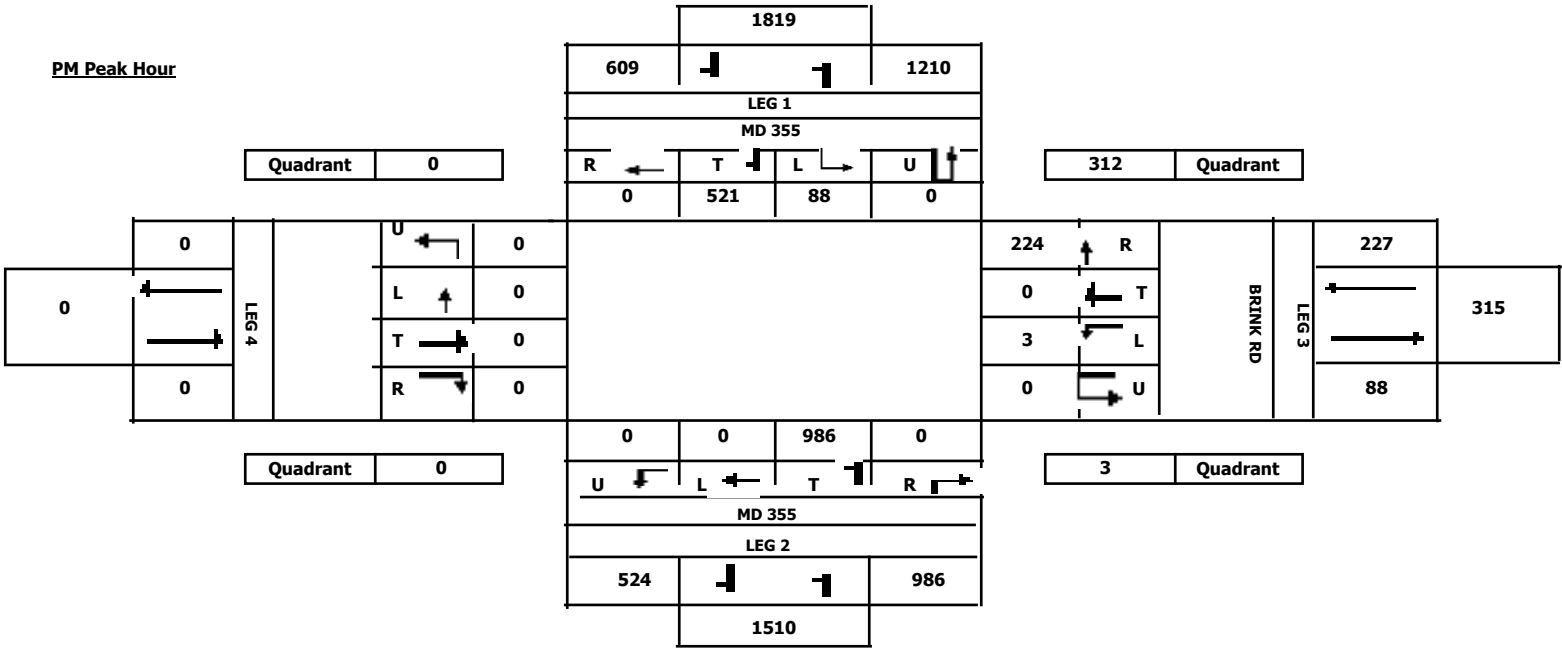 1819
PM Peak Hour
609 1210
LEG 1
MD 355
Quadrant 0
R T L U
312 Quadrant
0 521 88 0
0 U 0 224 R 227
0 L 0 0 T 315
LEG 4
BRINK RD
LEG 3
T 0 3 L
0 R 0 0 U 88
0 0 986 0
Quadrant 0
U L T R
3 Quadrant
MD 355
LEG 2
524 986
1510